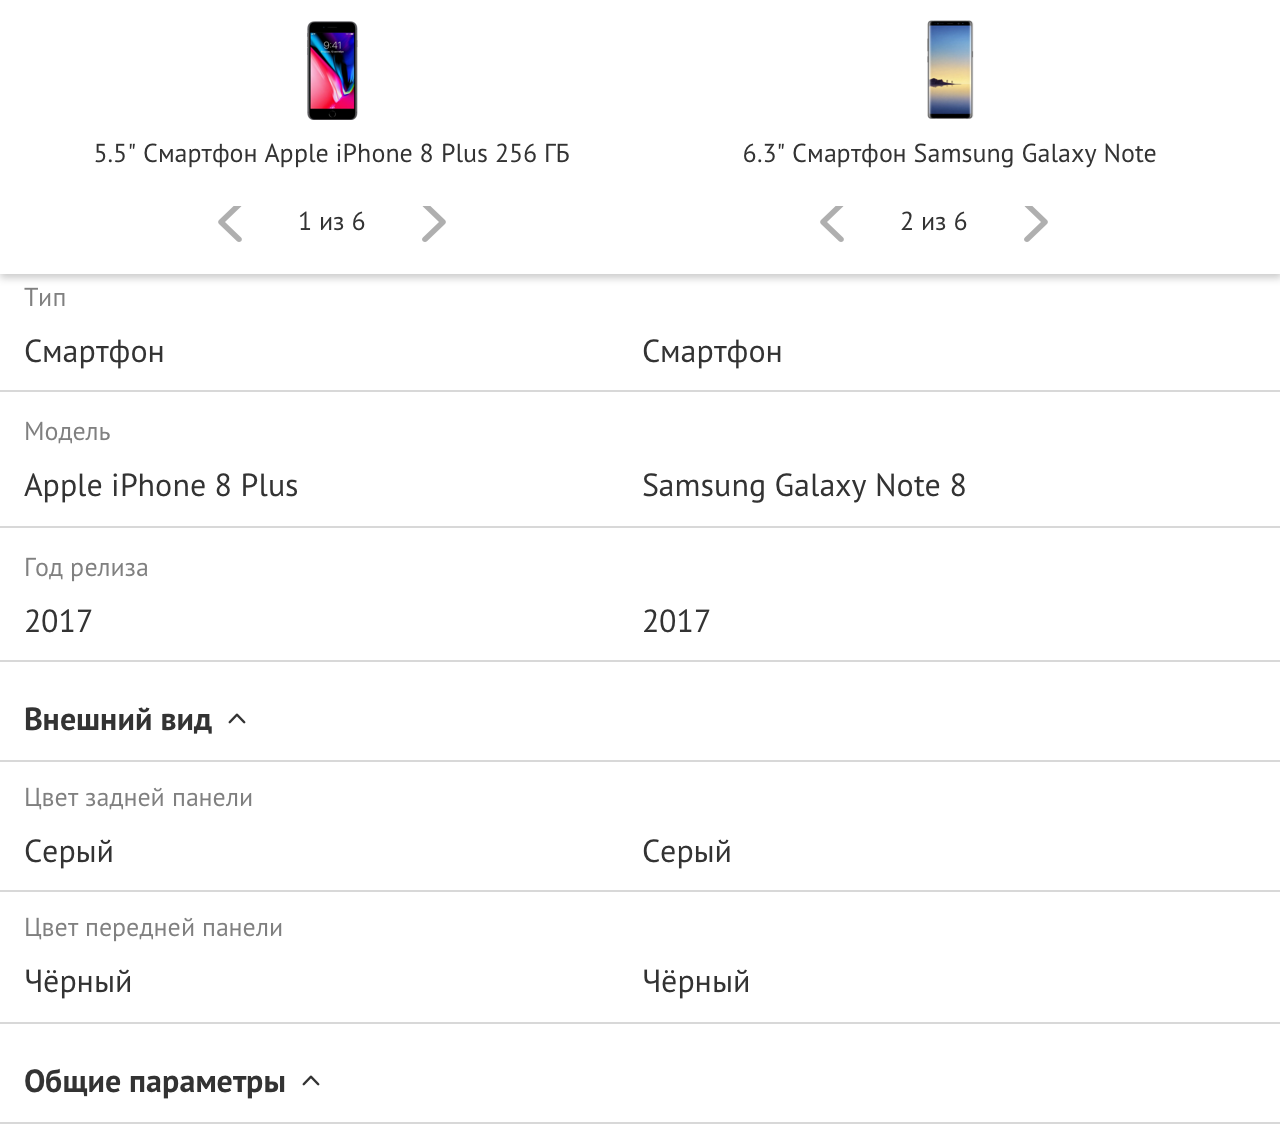 9:41
5.5" Смартфон Apple iPhone 8 Plus 256 ГБ
6.3" Смартфон Samsung Galaxy Note
1 из 6
2 из 6
Тип
Смартфон
Смартфон
Модель
Apple iPhone 8 Plus
Samsung Galaxy Note 8
Год релиза
2017
2017
Внешний вид
Цвет задней панели
Серый
Серый
Цвет передней панели
Чёрный
Чёрный
Общие параметры